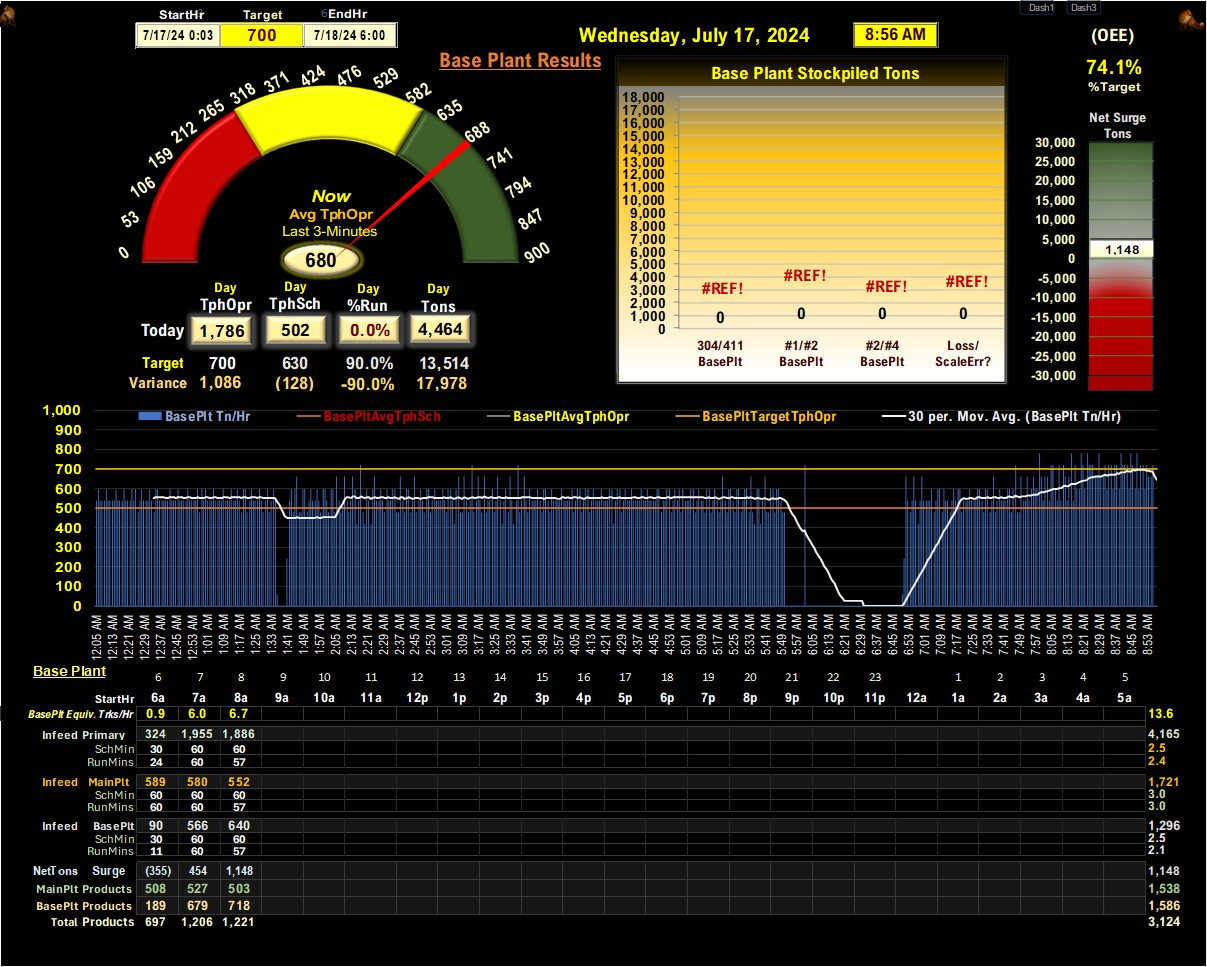 Dash1 Dash3
StartHr Target EndHr
7/17/24 0:03 700 7/18/24 6:00
Wednesday, July 17, 2024 8:56 AM
(OEE)
74.1%
%Target
Base Plant Results
0 53 106 159 212 265 318 371 424 476 529 582 635 688 741 794 847 900
Now
Avg TphOpr
Last 3-Minutes
680
Day Day Day Day
TphOpr TphSch %Run Tons
Today 1,786 502 0.0% 4,464
Target 700 630 90.0% 13,514
Variance 1,086 (128) -90.0% 17,978
Base Plant Stockpiled Tons
18,000
17,000
16,000
15,000
14,000
13,000
12,000
11,000
10,000
9,000
8,000
7,000
6,000
5,000
4,000
3,000
2,000
1,000
0
#REF! #REF! #REF! #REF!
0 0 0 0
304/411 #1/#2 #2/#4 Loss/
BasePlt BasePlt BasePlt ScaleErr?
Net Surge
Tons
30,000
25,000
20,000
15,000
10,000
5,000
1,148
0
-5,000
-10,000
-15,000
-20,000
-25,000
-30,000
BasePlt Tn/Hr BasePltAvgTphSch BasePltAvgTphOpr BasePltTargetTphOpr 30 per. Mov. Avg. (BasePlt Tn/Hr)
1,000
900
800
700
600
500
400
300
200
100
0
12:05 AM 12:13 AM 12:21 AM 12:29 AM 12:37 AM 12:45 AM 12:53 AM 1:01 AM 1:09 AM 1:17 AM 1:25 AM 1:33 AM 1:41 AM 1:49 AM 1:57 AM 2:05 AM 2:13 AM 2:21 AM 2:29 AM 2:37 AM 2:45 AM 2:53 AM 3:01 AM 3:09 AM 3:17 AM 3:25 AM 3:33 AM 3:41 AM 3:49 AM 3:57 AM 4:05 AM 4:13 AM 4:21 AM 4:29 AM 4:37 AM 4:45 AM 4:53 AM 5:01 AM 5:09 AM 5:17 AM 5:25 AM 5:33 AM 5:41 AM 5:49 AM 5:57 AM 6:05 AM 6:13 AM 6:21 AM 6:29 AM 6:37 AM 6:45 AM 6:53 AM 7:01 AM 7:09 AM 7:17 AM 7:25 AM 7:33 AM 7:41 AM 7:49 AM 7:57 AM 8:05 AM 8:13 AM 8:21 AM 8:29 AM 8:37 AM 8:45 AM 8:53 AM
Base Plant 6 7 8 9 10 11 12 13 14 15 16 17 18 19 20 21 22 23 1 2 3 4 5
StartHr 6a 7a 8a 9a 10a 11a 12p 1p 2p 3p 4p 5p 6p 7p 8p 9p 10p 11p 12a 1a 2a 3a 4a 5a
BasePlt Equiv. Trks/Hr 0.9 6.0 6.7 13.6
Infeed Primary 324 1,955 1,886 4,165
SchMin 30 60 60 2.5
RunMins 24 60 57 2.4
Infeed MainPlt 589 580 552 1,721
SchMin 60 60 60 3.0
RunMins 60 60 57 3.0
Infeed BasePlt 90 566 640 1,296
SchMin 30 60 60 2.5
RunMins 11 60 57 2.1
NetTons Surge (355) 454 1,148 1,148
MainPlt Products 508 527 503 1,538
BasePlt Products 189 679 718 1,586
Total Products 697 1,206 1,221 3,124